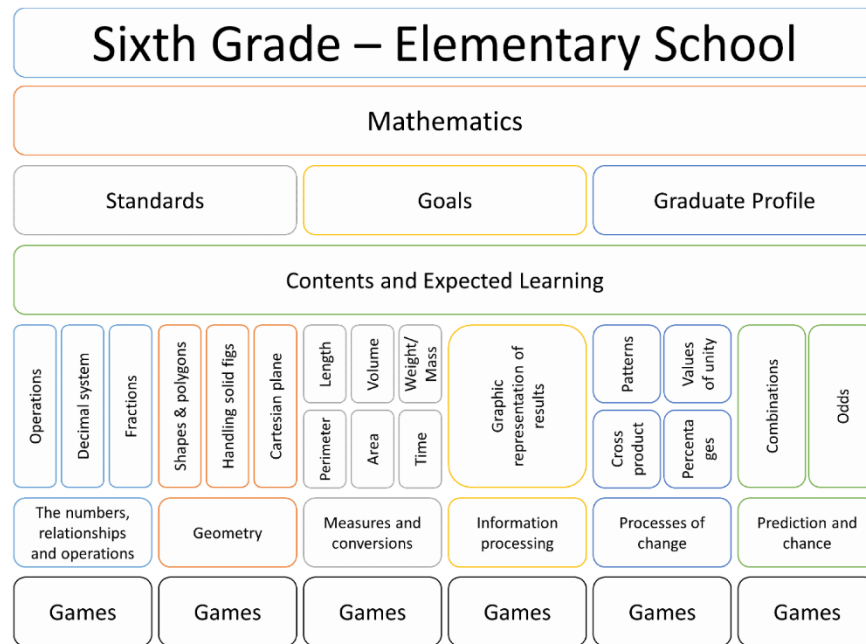 Sixth Grade – Elementary School
Mathematics
Standards
Goals
Graduate Profile
Contents and Expected Learning
Operations
Decimal system
Fractions
Shapes & polygons
Handling solid figs
Cartesian plane
Length
Volume
Weight/
Mass
Perimeter
Area
Time
Graphic
representation of
results
Patterns
Values
of unity
Cross
product
Percenta
ges
Combinations
Odds
The numbers,
relationships
and operations
Geometry
Measures and
conversions
Information
processing
Processes of
change
Prediction and
chance
Games
Games
Games
Games
Games
Games